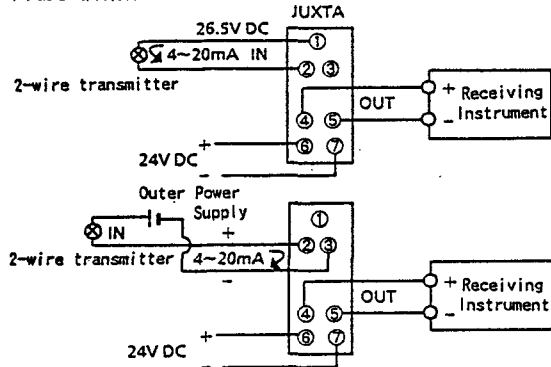 JUXTA
26.5V DC
①
4~20mA IN
② ③
2-wire transmitter
+ Receiving
④ ⑤ OUT
- Instrument
+ ⑥ ⑦
24V DC
-
Outer Power
Supply
①
IN +
② ③
2-wire transmitter 4~20mA
-
+ Receiving
④ ⑤ OUT
- Instrument
+ ⑥ ⑦
24V DC
-